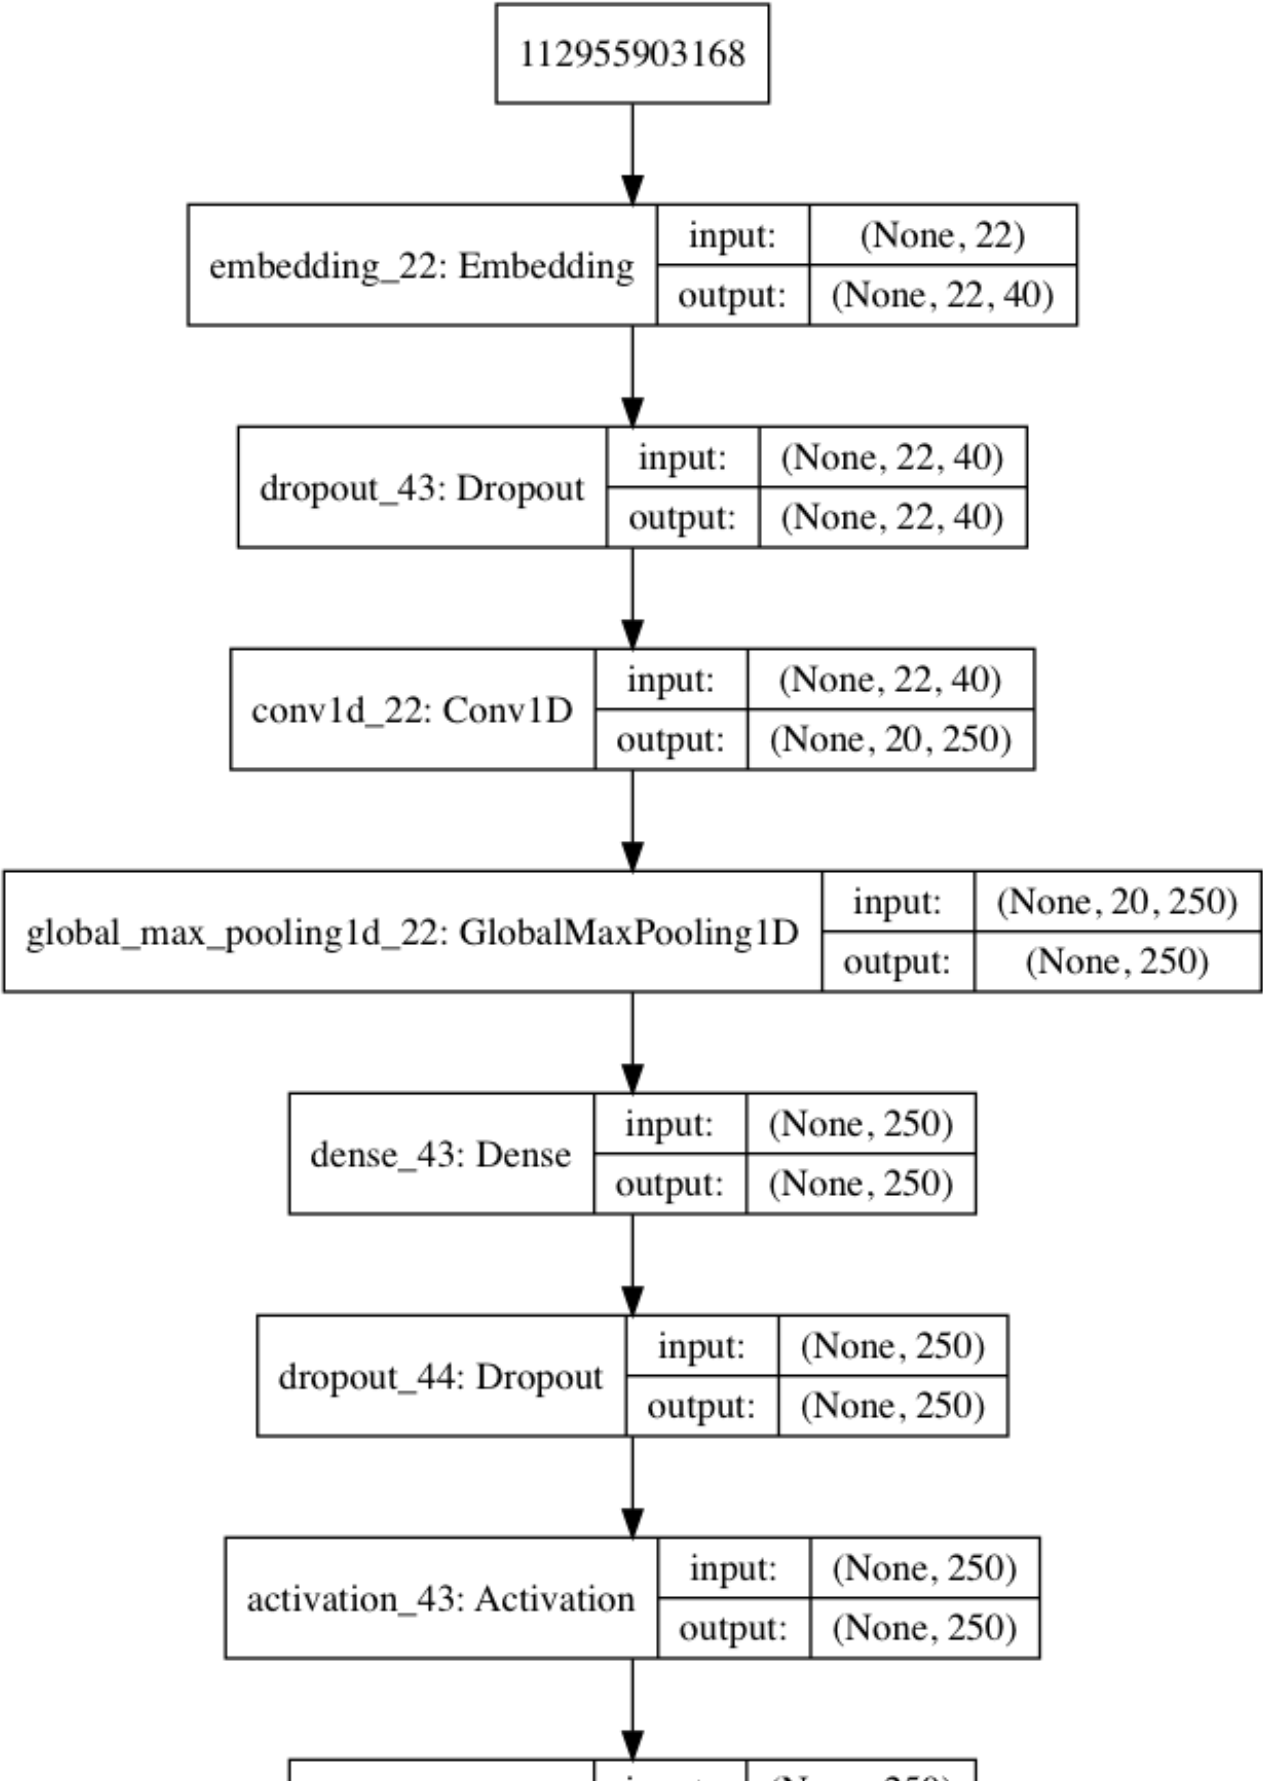 112955903168
embedding_22: Embedding
input:
(None, 22)
output:
(None, 22, 40)
dropout_43: Dropout
input:
(None, 22, 40)
output:
(None, 22, 40)
conv1d_22: Conv1D
input:
(None, 22, 40)
output:
(None, 20, 250)
global_max_pooling1d_22: GlobalMaxPooling1D
input:
(None, 20, 250)
output:
(None, 250)
dense_43: Dense
input:
(None, 250)
output:
(None, 250)
dropout_44: Dropout
input:
(None, 250)
output:
(None, 250)
activation_43: Activation
input:
(None, 250)
output:
(None, 250)